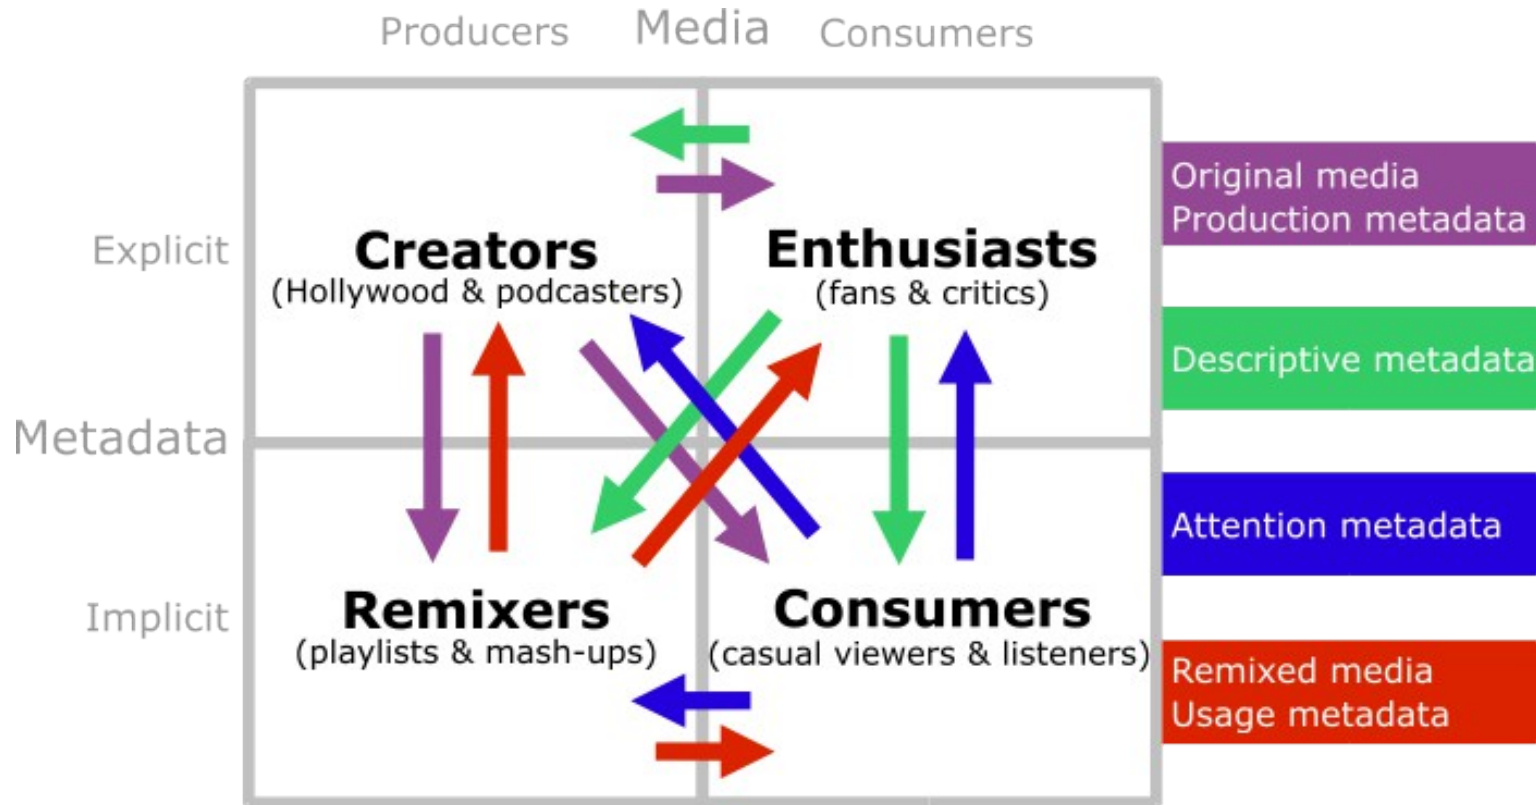 Producers Media Consumers
Original media
Production metadata
Explicit
Creators
(Hollywood & podcasters)
Enthusiasts
(fans & critics)
Descriptive metadata
Metadata
Attention metadata
Implicit
Remixers
(playlists & mash-ups)
Consumers
(casual viewers & listeners)
Remixed media
Usage metadata